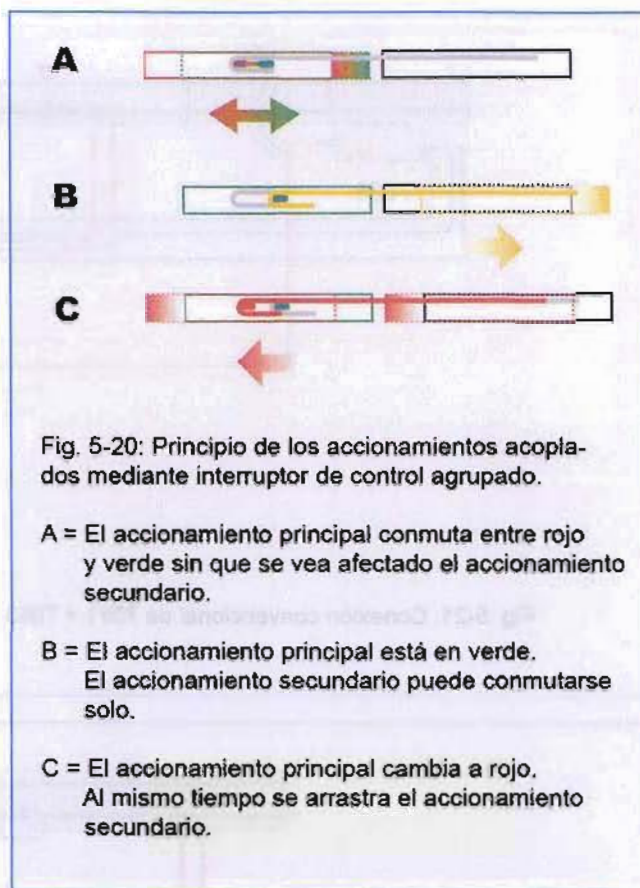 A
B
C
Fig. 5-20: Principio de los accionamientos acopla-
dos mediante interruptor de control agrupado.
A = El accionamiento principal conmuta entre rojo
y verde sin que se vea afectado el accionamiento
secundario.
B = El accionamiento principal está en verde.
El accionamiento secundario puede conmutarse
solo.
C = El accionamiento principal cambia a rojo.
Al mismo tiempo se arrastra el accionamiento
secundario.